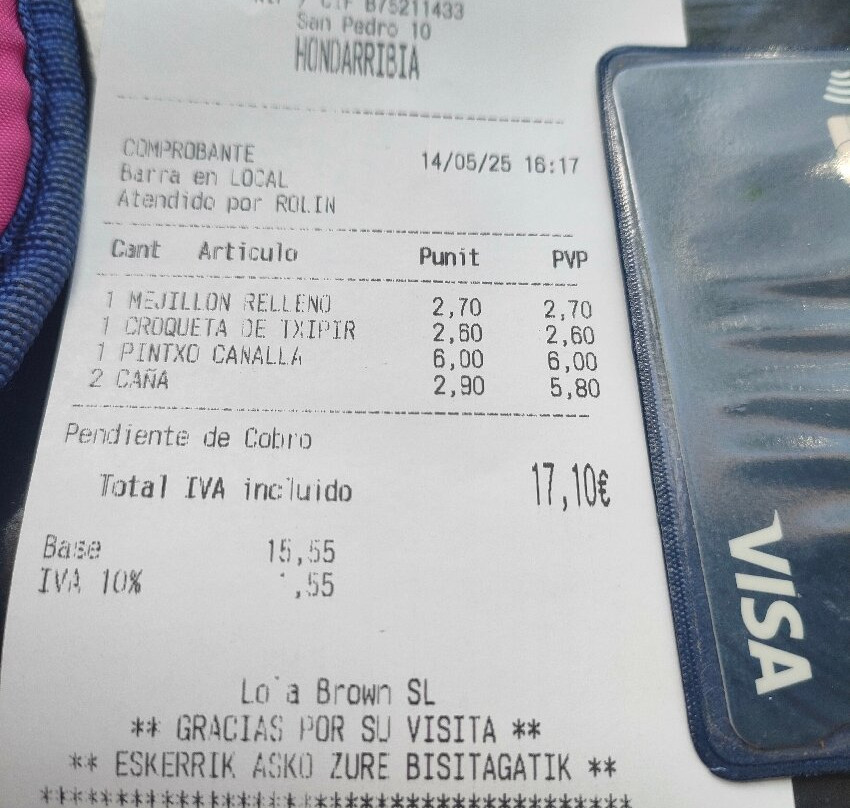 CIF B75211433
San Pedro 10
HONDARRIBIA
COMPROBANTE 14/05/25 16:17
Barra en LOCAL
Atendido por ROLIN
Cant Articulo Punit PVP
1 MEJILLON RELLENO 2,70 2,70
1 CROQUETA DE TXIPIR 2,60 2,60
1 PINTXO CANALLA 6,00 6,00
2 CAÑA 2,90 5,80
Pendiente de Cobro
Total IVA incluido 17,10€
Base 15,55
IVA 10% ,55
Brown SL
** GRACIAS POR SU VISITA **
** ESKERRIK ASKO ZURE BISITAGATIK **
VISA